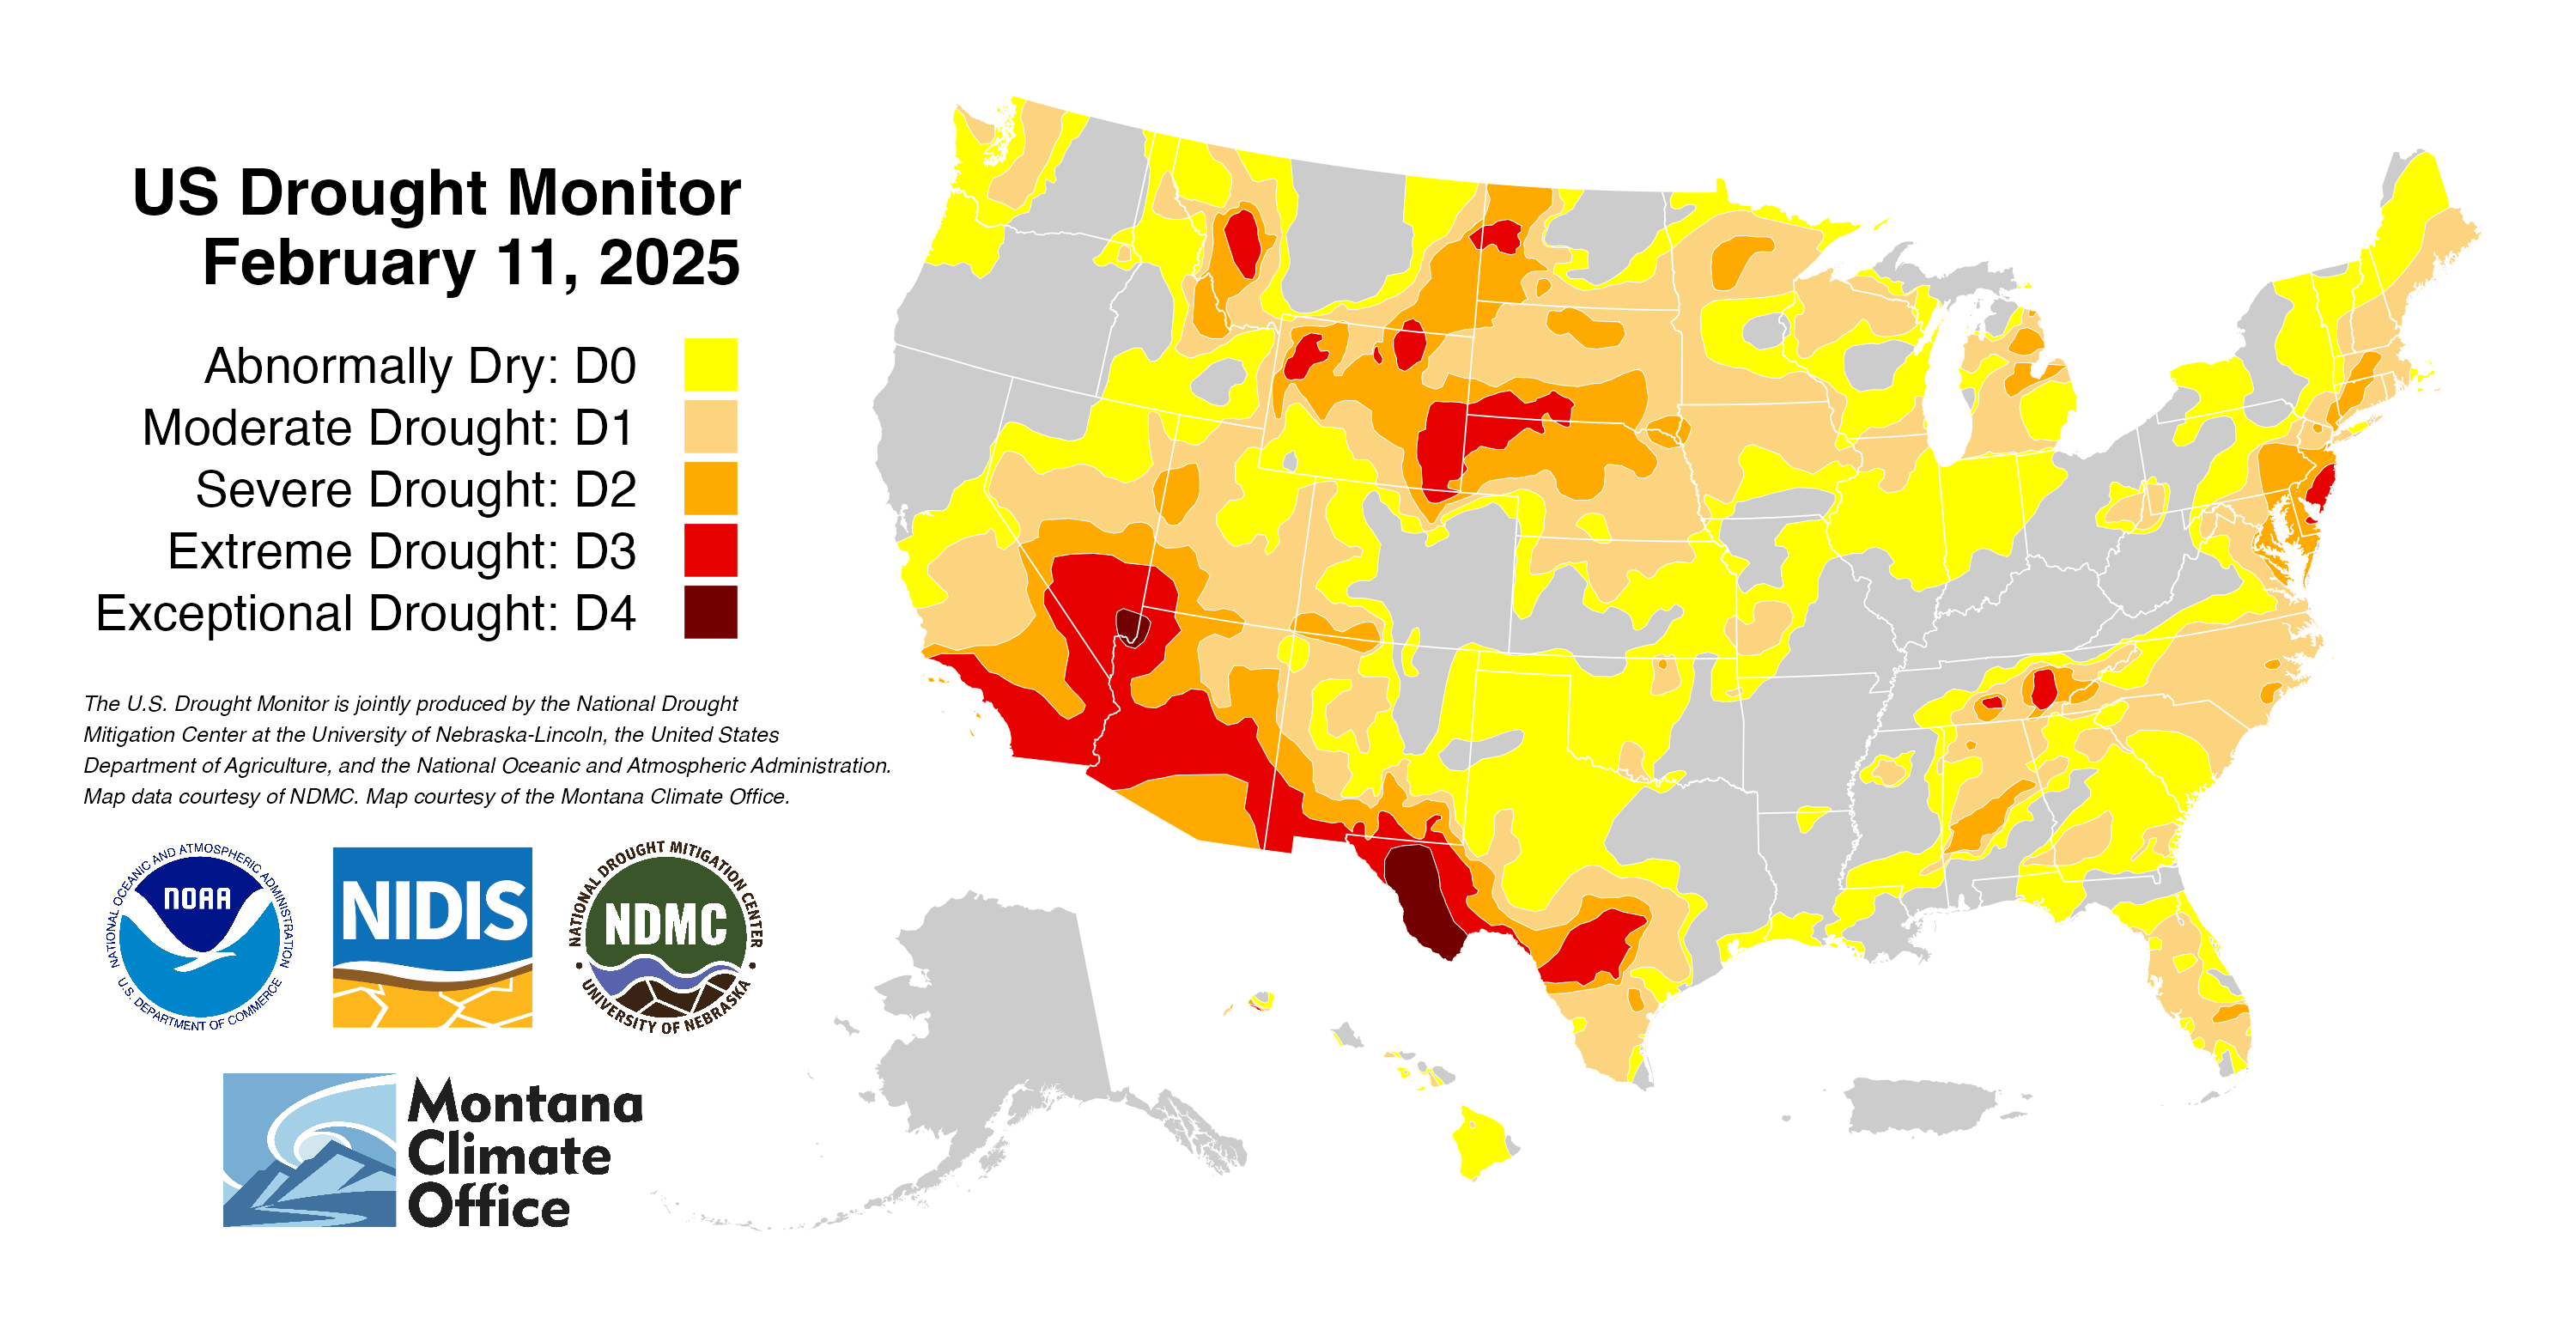 US Drought Monitor
February 11, 2025
Abnormally Dry: D0
Moderate Drought: D1
Severe Drought: D2
Extreme Drought: D3
Exceptional Drought: D4
The U.S. Drought Monitor is jointly produced by the National Drought
Mitigation Center at the University of Nebraska-Lincoln, the United States
Department of Agriculture, and the National Oceanic and Atmospheric Administration.
Map data courtesy of NDMC. Map courtesy of the Montana Climate Office.
NATIONAL OCEANIC AND ATMOSPHERIC ADMINISTRATION
NOAA
U.S. DEPARTMENT OF COMMERCE
NIDIS
NATIONAL DROUGHT MITIGATION CENTER
NDMC
UNIVERSITY OF NEBRASKA
Montana
Climate
Office